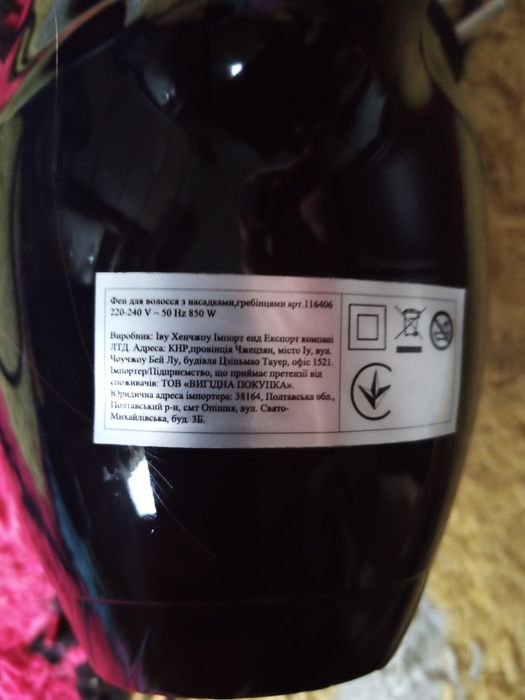 Фен для волосся з насадками,гребінцями арт.116406
220-240 V ~ 50 Hz 850 W
Виробник: Іву Хенчжоу Імпорт енд Експорт компані
ЛТД. Адреса: КНР,провінція Чжецзян, місто Іу, вул.
Чоучжоу Бей Лу, будівля Цзіньмао Тауер, офіс 1521.
Імпортер/Підприємство, що приймає претензії від
споживачів: ТОВ «ВИГІДНА ПОКУПКА».
Юридична адреса імпортера: 38164, Полтавська обл.,
Полтавський р-н, смт Опішня, вул. Свято-
Михайлівська, буд. 3Б.